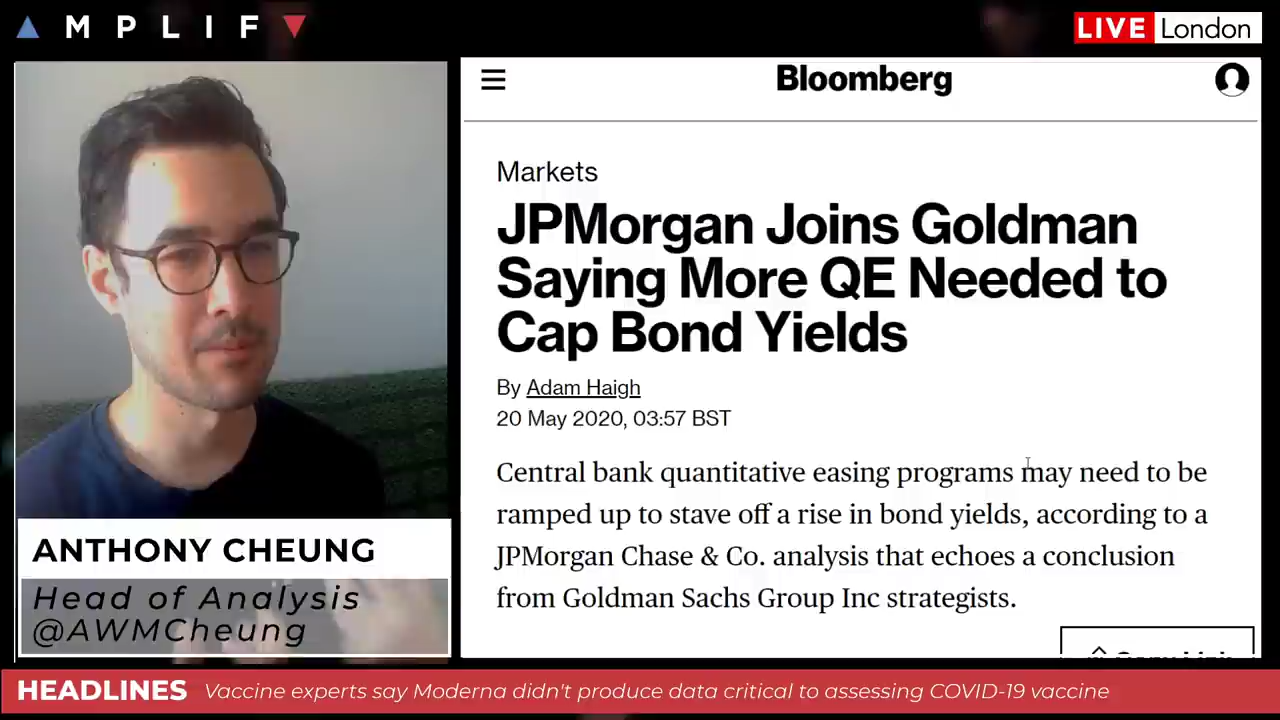 AMPLIFY
LIVE London
Bloomberg
Markets
JPMorgan Joins Goldman
Saying More QE Needed to
Cap Bond Yields
By Adam Haigh
20 May 2020, 03:57 BST
Central bank quantitative easing programs may need to be
ramped up to stave off a rise in bond yields, according to a
JPMorgan Chase & Co. analysis that echoes a conclusion
from Goldman Sachs Group Inc strategists.
ANTHONY CHEUNG
Head of Analysis
@AWMCheung
HEADLINES Vaccine experts say Moderna didn't produce data critical to assessing COVID-19 vaccine